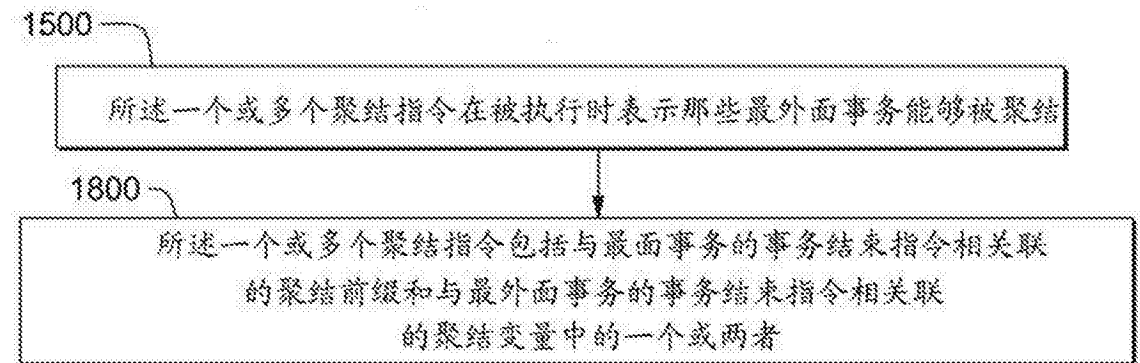 1500
所述一个或多个聚结指令在被执行时表示那些最外面事务能够被聚结
1800
所述一个或多个聚结指令包括与最面事务的事务结束指令相关联
的聚结前缀和与最外面事务的事务结束指令相关联
的聚结变量中的一个或两者